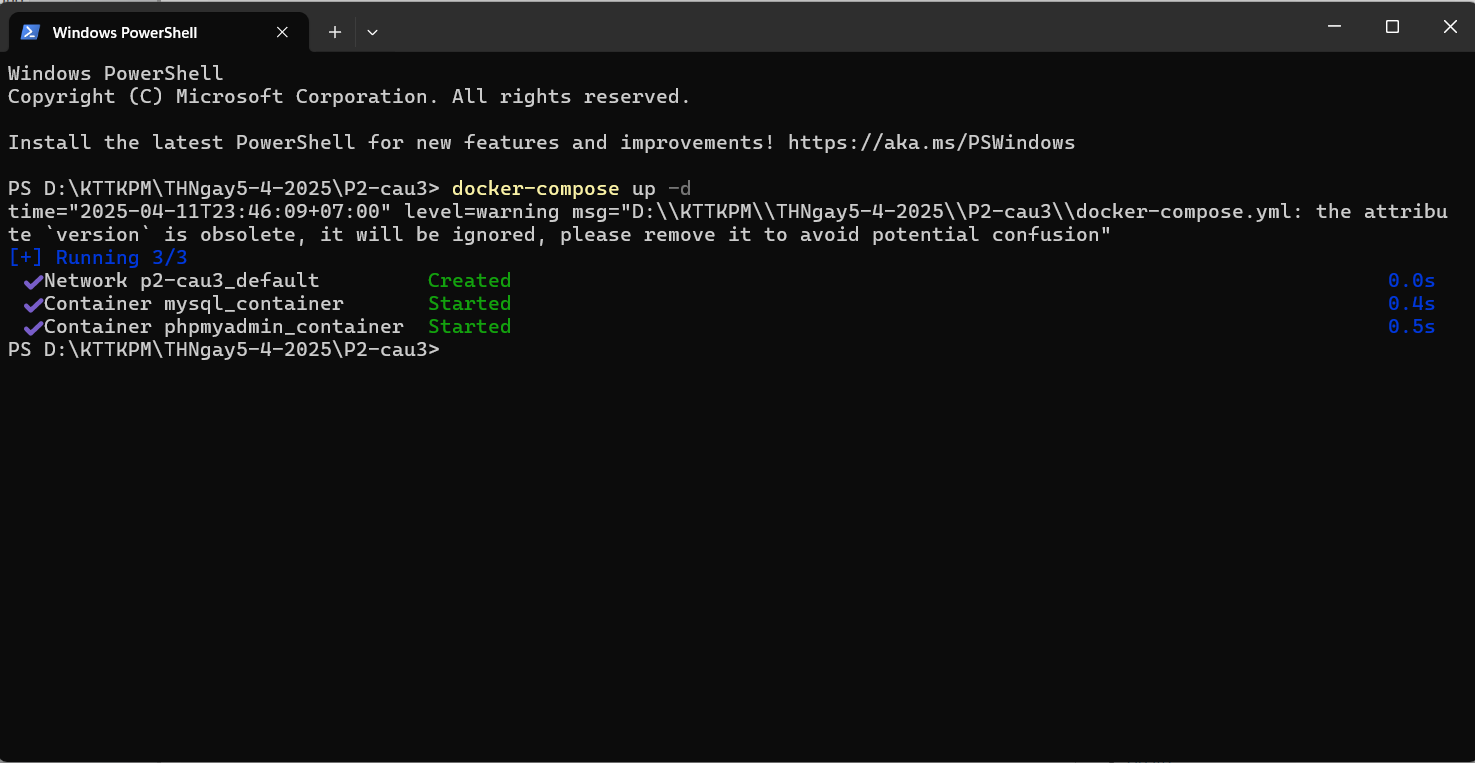 Windows PowerShell
Windows PowerShell
Copyright (C) Microsoft Corporation. All rights reserved.
Install the latest PowerShell for new features and improvements! https://aka.ms/PSWindows
PS D:\KTTKPM\THNgay5-4-2025\P2-cau3> docker-compose up -d
time="2025-04-11T23:46:09+07:00" level=warning msg="D:\\KTTKPM\\THNgay5-4-2025\\P2-cau3\\docker-compose.yml: the attribu
te `version` is obsolete, it will be ignored, please remove it to avoid potential confusion"
[+] Running 3/3
✔Network p2-cau3_default Created 0.0s
✔Container mysql_container Started 0.4s
✔Container phpmyadmin_container Started 0.5s
PS D:\KTTKPM\THNgay5-4-2025\P2-cau3>